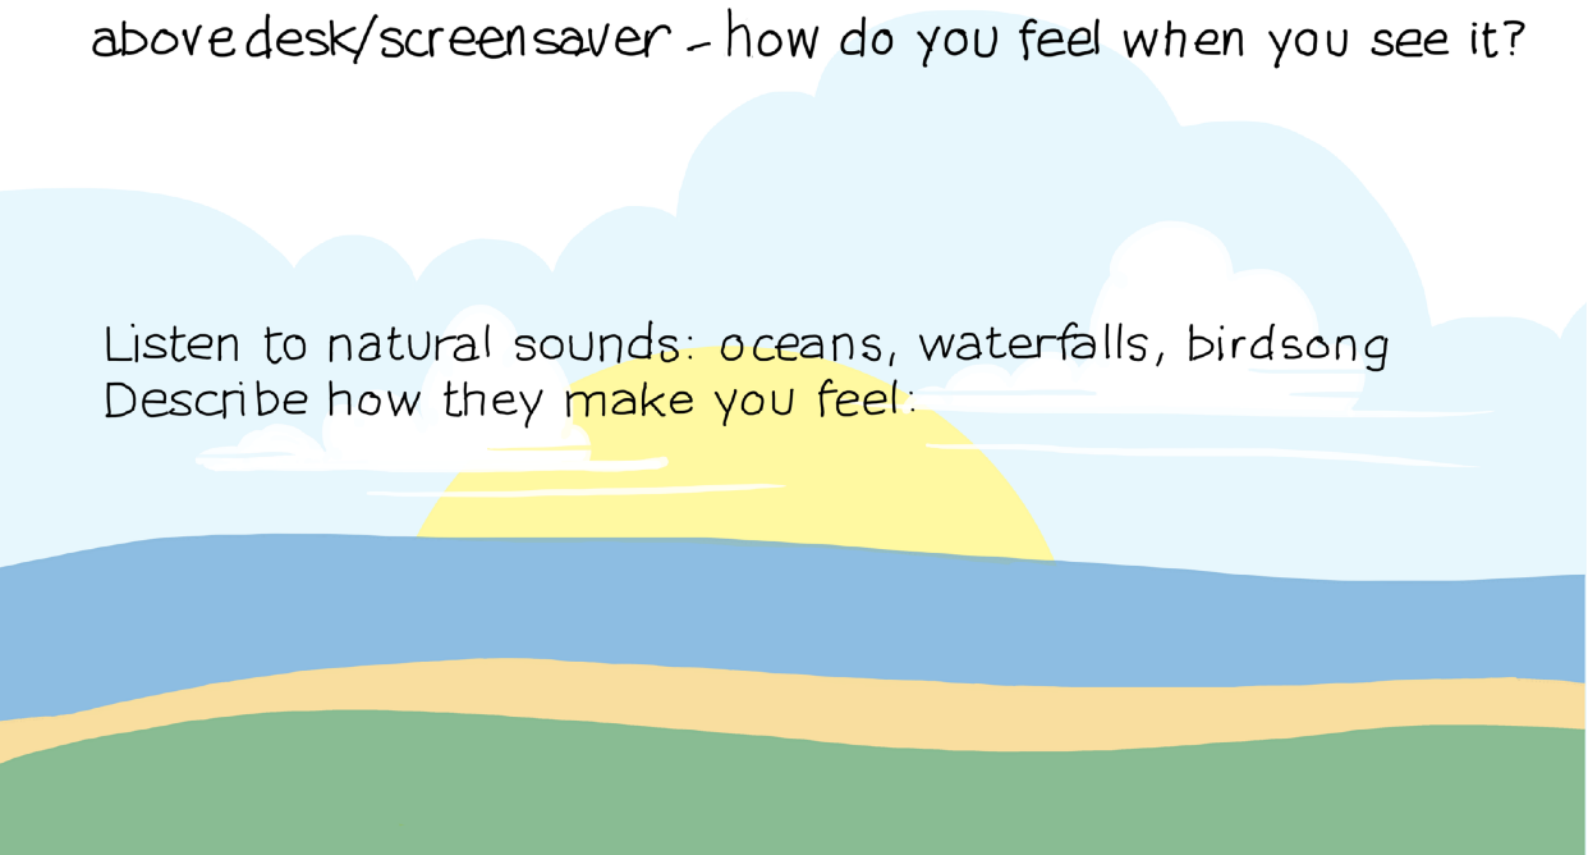 above desk/screensaver - how do you feel when you see it?
Listen to natural sounds: oceans, waterfalls, birdsong
Describe how they make you feel: